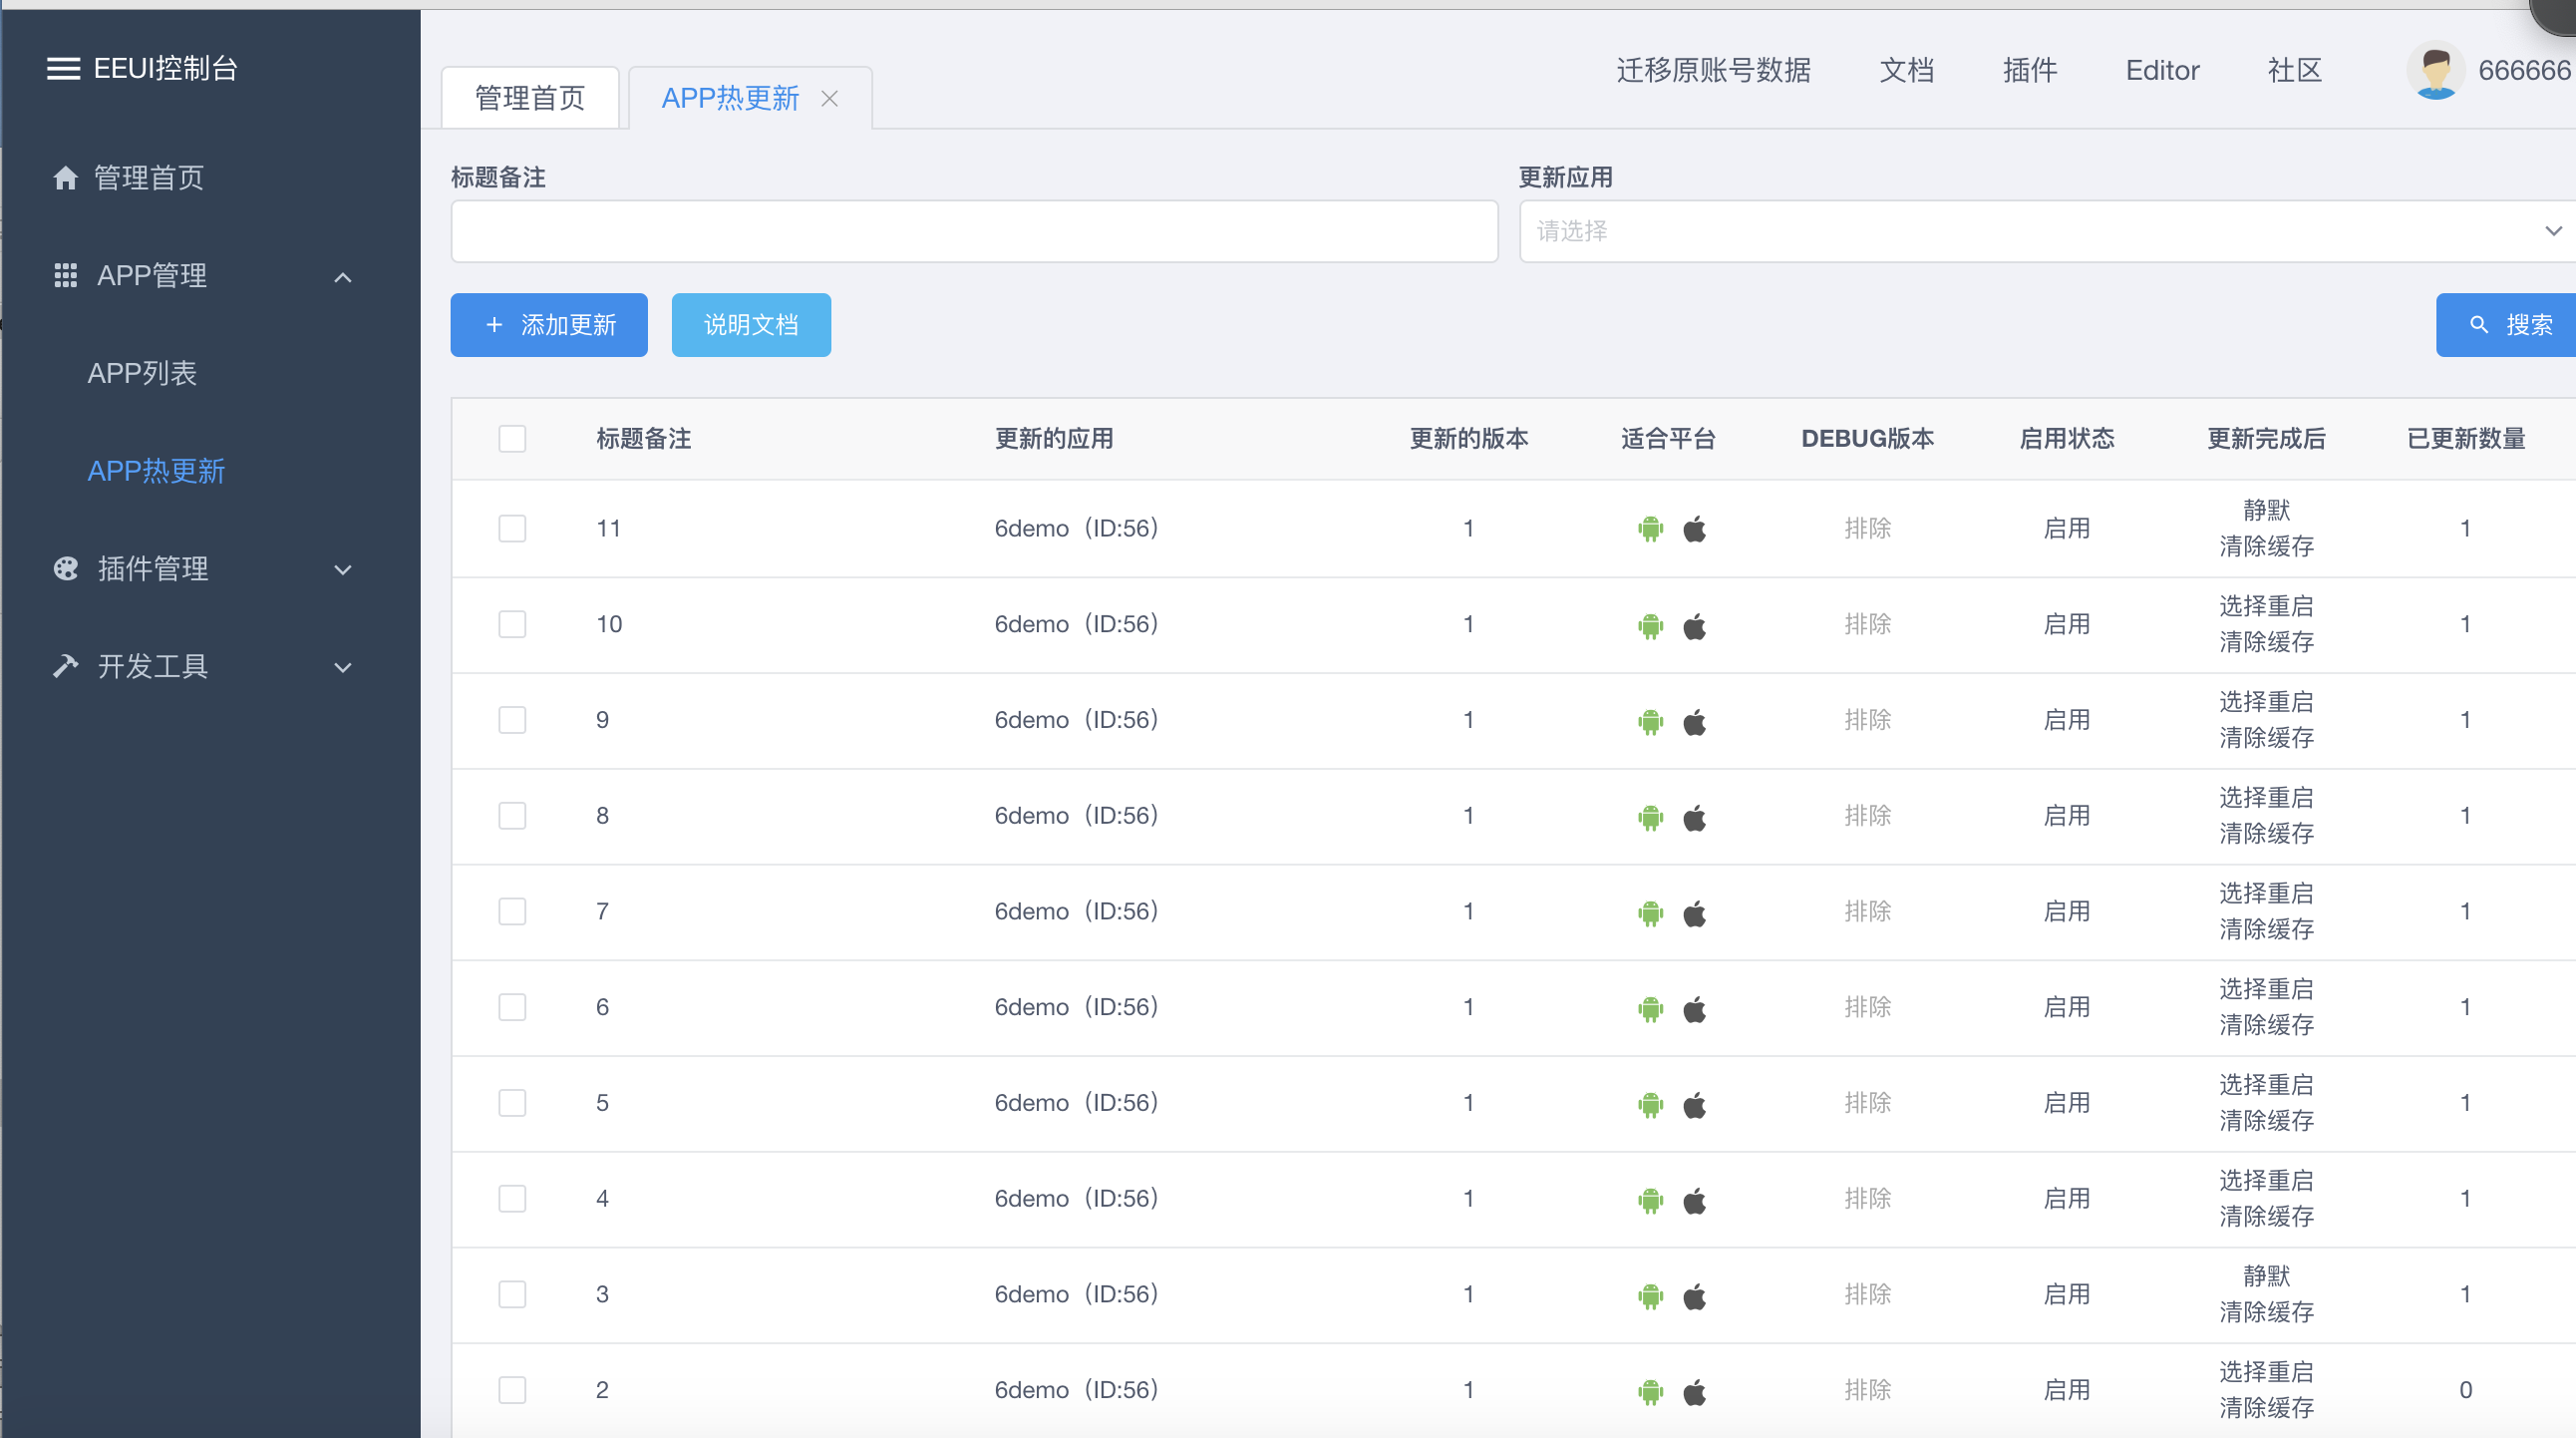 EEUI控制台
管理首页
APP管理
APP列表
APP热更新
插件管理
开发工具
管理首页
APP热更新
迁移原账号数据 文档 插件 Editor 社区 666666
标题备注 更新应用
请选择
+ 添加更新 说明文档 搜索
标题备注 更新的应用 更新的版本 适合平台 DEBUG版本 启用状态 更新完成后 已更新数量
11 6demo（ID:56） 1 排除 启用 静默 1
清除缓存
10 6demo（ID:56） 1 排除 启用 选择重启 1
清除缓存
9 6demo（ID:56） 1 排除 启用 选择重启 1
清除缓存
8 6demo（ID:56） 1 排除 启用 选择重启 1
清除缓存
7 6demo（ID:56） 1 排除 启用 选择重启 1
清除缓存
6 6demo（ID:56） 1 排除 启用 选择重启 1
清除缓存
5 6demo（ID:56） 1 排除 启用 选择重启 1
清除缓存
4 6demo（ID:56） 1 排除 启用 选择重启 1
清除缓存
3 6demo（ID:56） 1 排除 启用 静默 1
清除缓存
2 6demo（ID:56） 1 排除 启用 选择重启 0
清除缓存